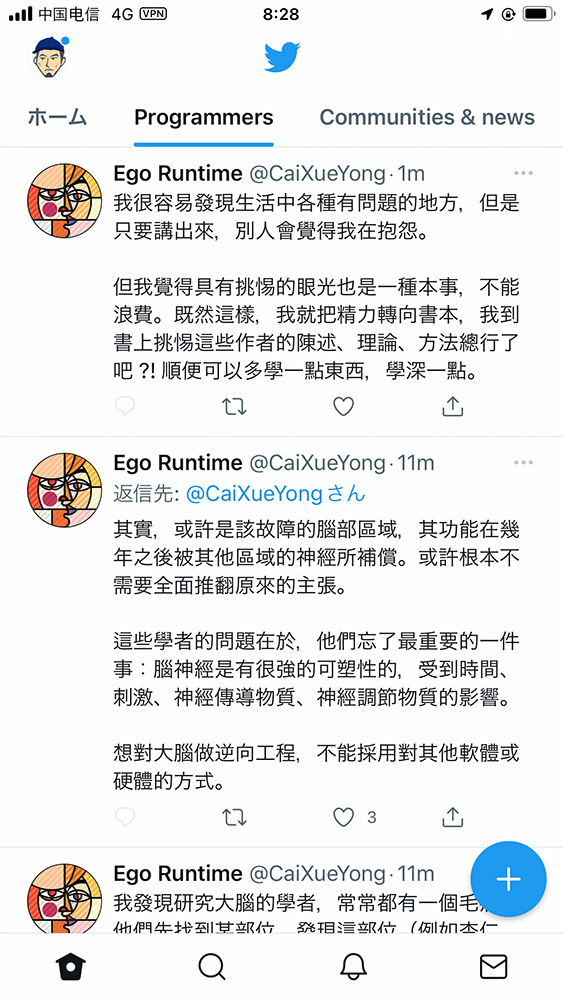 中国电信 4G VPN 8:28
ホーム Programmers Communities & news
Ego Runtime @CaiXueYong · 1m
我很容易發現生活中各種有問題的地方，但是
只要講出來，別人會覺得我在抱怨。
但我覺得具有挑惕的眼光也是一種本事，不能
浪費。既然這樣，我就把精力轉向書本，我到
書上挑惕這些作者的陳述、理論、方法總行了
吧 ?! 順便可以多學一點東西，學深一點。
Ego Runtime @CaiXueYong · 11m
返信先: @CaiXueYongさん
其實，或許是該故障的腦部區域，其功能在幾
年之後被其他區域的神經所補償。或許根本不
需要全面推翻原來的主張。
這些學者的問題在於，他們忘了最重要的一件
事：腦神經是有很強的可塑性的，受到時間、
刺激、神經傳導物質、神經調節物質的影響。
想對大腦做逆向工程，不能採用對其他軟體或
硬體的方式。
3
Ego Runtime @CaiXueYong · 11m
我發現研究大腦的學者，常常都有一個毛
他們先找到某部位，發現這部位（例如杏仁